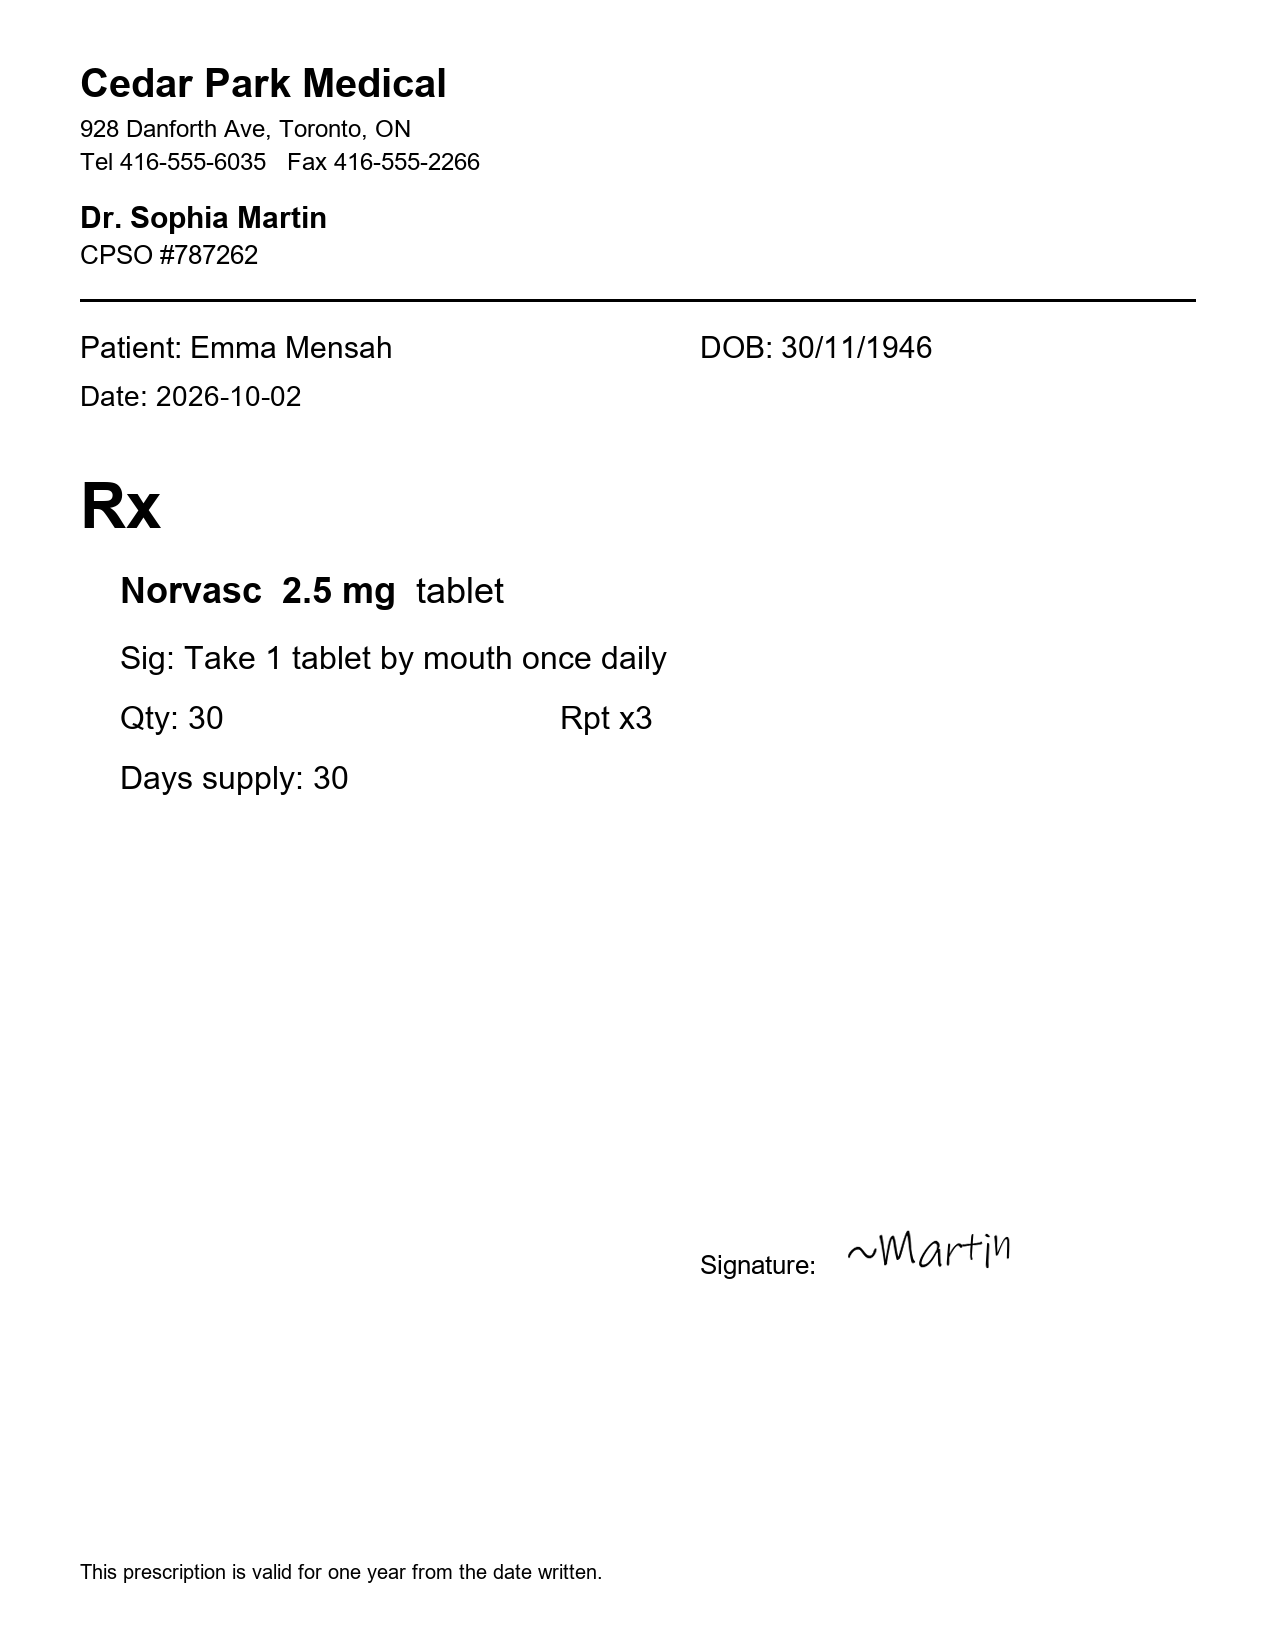 Cedar Park Medical
928 Danforth Ave, Toronto, ON
Tel 416-555-6035 Fax 416-555-2266
Dr. Sophia Martin
CPSO #787262
Patient: Emma Mensah DOB: 30/11/1946
Date: 2026-10-02
Rx
Norvasc 2.5 mg tablet
Sig: Take 1 tablet by mouth once daily
Qty: 30 Rpt x3
Days supply: 30
Signature: ~Martin
This prescription is valid for one year from the date written.